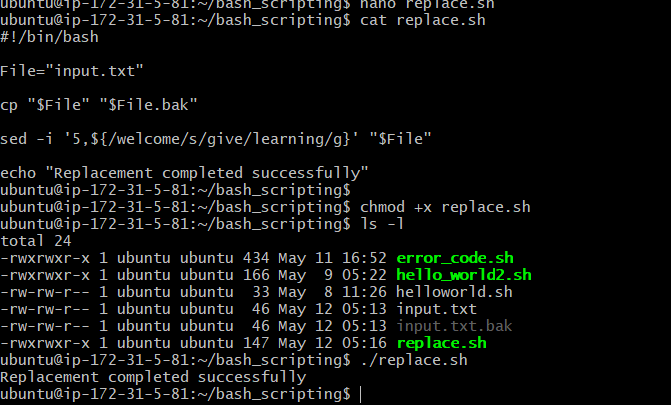 ubuntu@ip-172-31-5-81:~/bash_scripting$ nano replace.sh
ubuntu@ip-172-31-5-81:~/bash_scripting$ cat replace.sh
#!/bin/bash
File="input.txt"
cp "$File" "$File.bak"
sed -i '5,${/welcome/s/give/learning/g}' "$File"
echo "Replacement completed successfully"
ubuntu@ip-172-31-5-81:~/bash_scripting$
ubuntu@ip-172-31-5-81:~/bash_scripting$ chmod +x replace.sh
ubuntu@ip-172-31-5-81:~/bash_scripting$ ls -l
total 24
-rwxrwxr-x 1 ubuntu ubuntu 434 May 11 16:52 error_code.sh
-rwxrwxr-x 1 ubuntu ubuntu 166 May  9 05:22 hello_world2.sh
-rw-rw-r-- 1 ubuntu ubuntu  33 May  8 11:26 helloworld.sh
-rw-rw-r-- 1 ubuntu ubuntu  46 May 12 05:13 input.txt
-rw-rw-r-- 1 ubuntu ubuntu  46 May 12 05:13 input.txt.bak
-rwxrwxr-x 1 ubuntu ubuntu 147 May 12 05:16 replace.sh
ubuntu@ip-172-31-5-81:~/bash_scripting$ ./replace.sh
Replacement completed successfully
ubuntu@ip-172-31-5-81:~/bash_scripting$